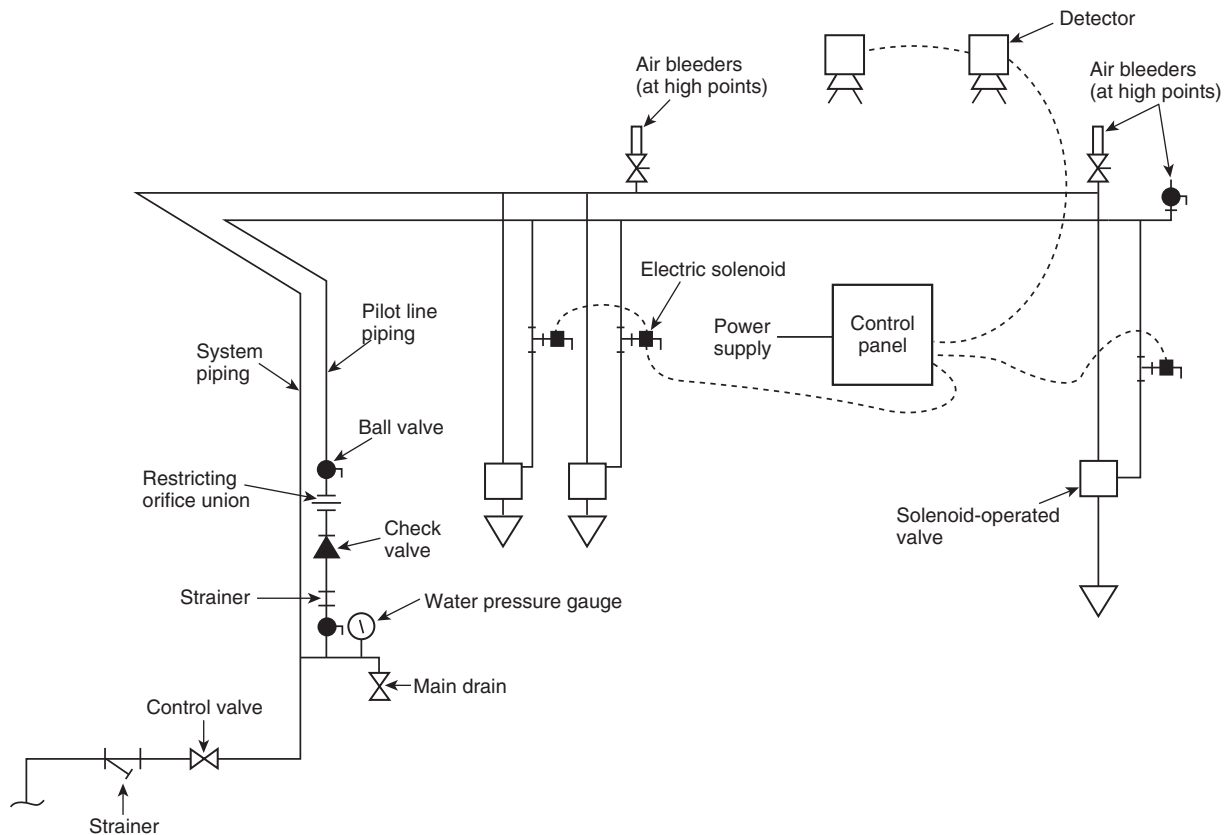 Detector
Air bleeders
(at high points)
Air bleeders
(at high points)
Electric solenoid
Pilot line
piping
Power
supply
Control
panel
System
piping
Ball valve
Restricting
orifice union
Solenoid-operated
valve
Check
valve
Strainer
Water pressure gauge
Main drain
Control valve
Strainer